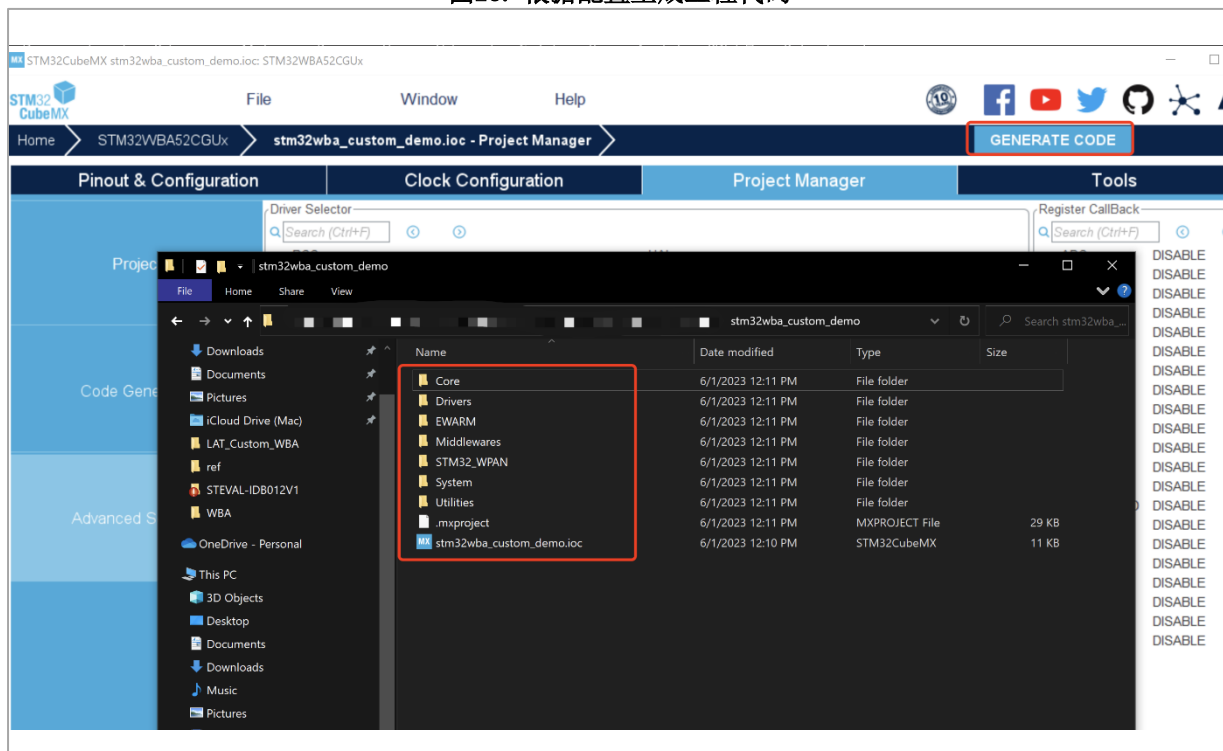 STM32CubeMX stm32wba_custom_demo.ioc: STM32WBA52CGUx
STM32 CubeMX
File Window Help
Home STM32WBA52CGUx stm32wba_custom_demo.ioc - Project Manager GENERATE CODE
Pinout & Configuration Clock Configuration Project Manager Tools
Driver Selector Register CallBack
Search (Ctrl+F) Search (Ctrl+F)
DISABLE
stm32wba_custom_demo
DISABLE
File Home Share View
DISABLE
DISABLE
stm32wba_custom_demo Search stm32wba_...
DISABLE
Downloads Name Date modified Type Size DISABLE
Documents Core 6/1/2023 12:11 PM File folder DISABLE
Pictures Drivers 6/1/2023 12:11 PM File folder DISABLE
iCloud Drive (Mac) EWARM 6/1/2023 12:11 PM File folder DISABLE
LAT_Custom_WBA Middlewares 6/1/2023 12:11 PM File folder DISABLE
ref STM32_WPAN 6/1/2023 12:11 PM File folder DISABLE
STEVAL-IDB012V1 System 6/1/2023 12:11 PM File folder DISABLE
WBA Utilities 6/1/2023 12:11 PM File folder DISABLE
.mxproject 6/1/2023 12:11 PM MXPROJECT File 29 KB DISABLE
OneDrive - Personal stm32wba_custom_demo.ioc 6/1/2023 12:10 PM STM32CubeMX 11 KB DISABLE
This PC DISABLE
3D Objects DISABLE
Desktop DISABLE
Documents DISABLE
Downloads
Music
Pictures